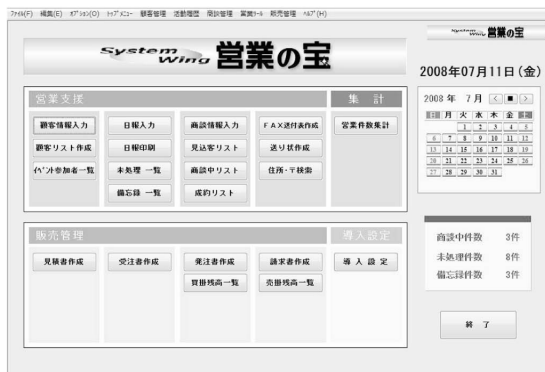 ファイル(F) 編集(E) オプション(O) トップメニュー 顧客管理 活動履歴 商談管理 営業ツール 販売管理 ヘルプ(H)
System Wing 営業の宝
System Wing 営業の宝
2008年07月11日(金)
営業支援
集 計
顧客情報入力 日報入力 商談情報入力 FAX送付表作成 営業件数集計
顧客リスト作成 日報印刷 見込客リスト 送り状作成
イベント参加者一覧 未処理 一覧 商談中リスト 住所・〒検索
備忘録 一覧 成約リスト
2008 年 7 月 < ■ >
日 月 火 水 木 金
1 2 3 4 5
6 7 8 9 10 11 12
13 14 15 16 17 18 19
20 21 22 23 24 25 26
27 28 29 30 31
販売管理
導入設定
見積書作成 受注書作成 発注書作成 請求書作成 導 入 設 定
買掛残高一覧 売掛残高一覧
商談中件数 3件
未処理件数 8件
備忘録件数 3件
終 了